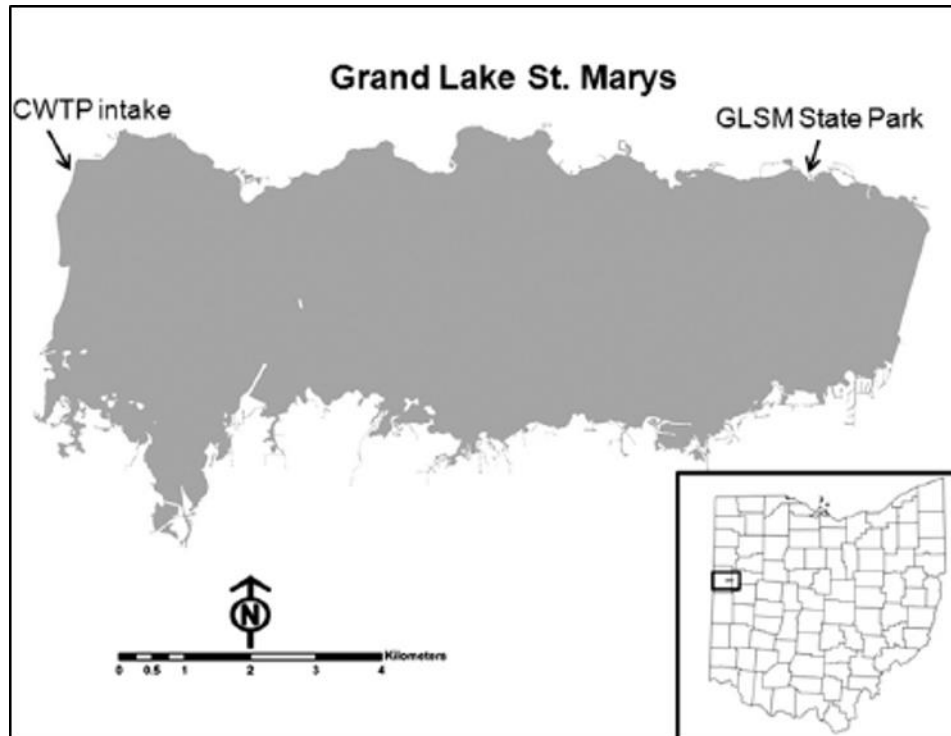 Grand Lake St. Marys
CWTP intake
GLSM State Park
N
Kilometers
0 0.5 1 2 3 4